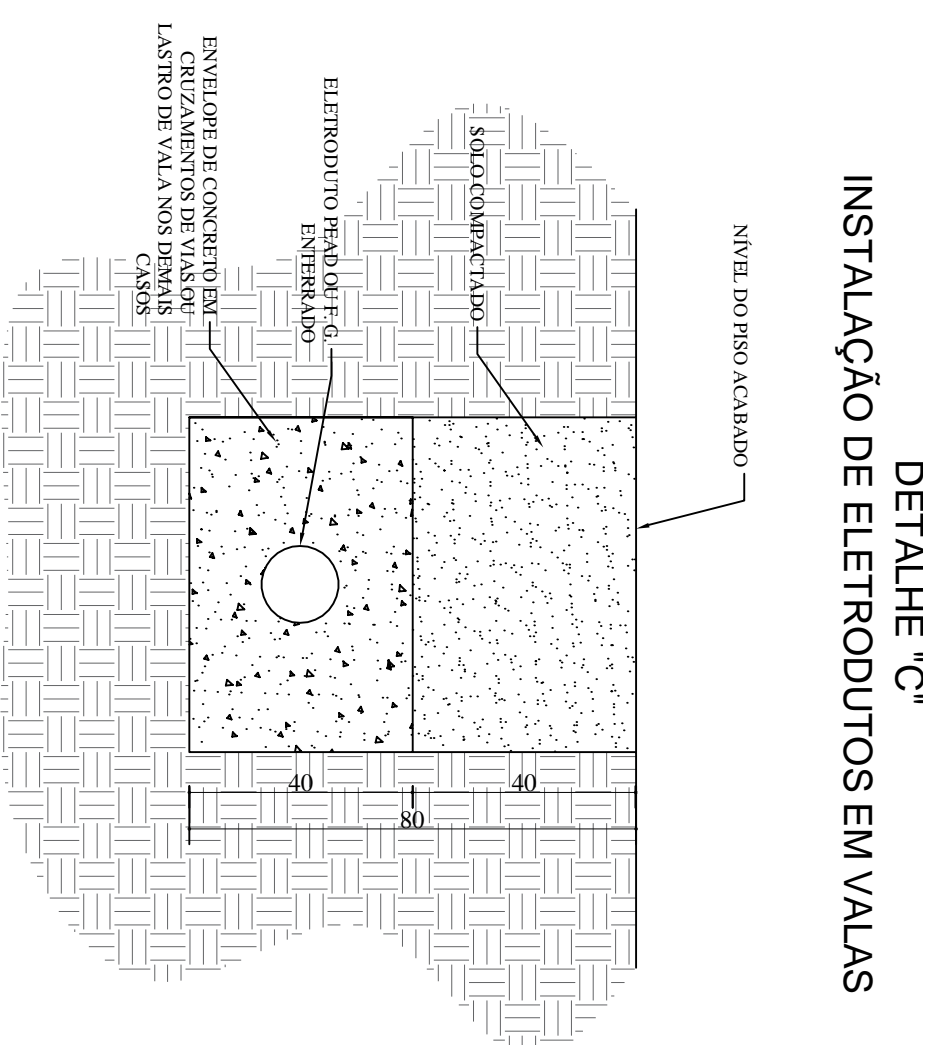 DETALHE "C"
INSTALAÇÃO DE ELETRODUTOS EM VALAS
NÍVEL DO PISO ACABADO
SOLO COMPACTADO
ELETRODUTO PEAD OU F. G.
ENTERRADO
ENVELOPE DE CONCRETO EM
CRUZAMENTOS DE VIAS OU
LASTRO DE VALA NOS DEMAIS
CASOS
40
40
80